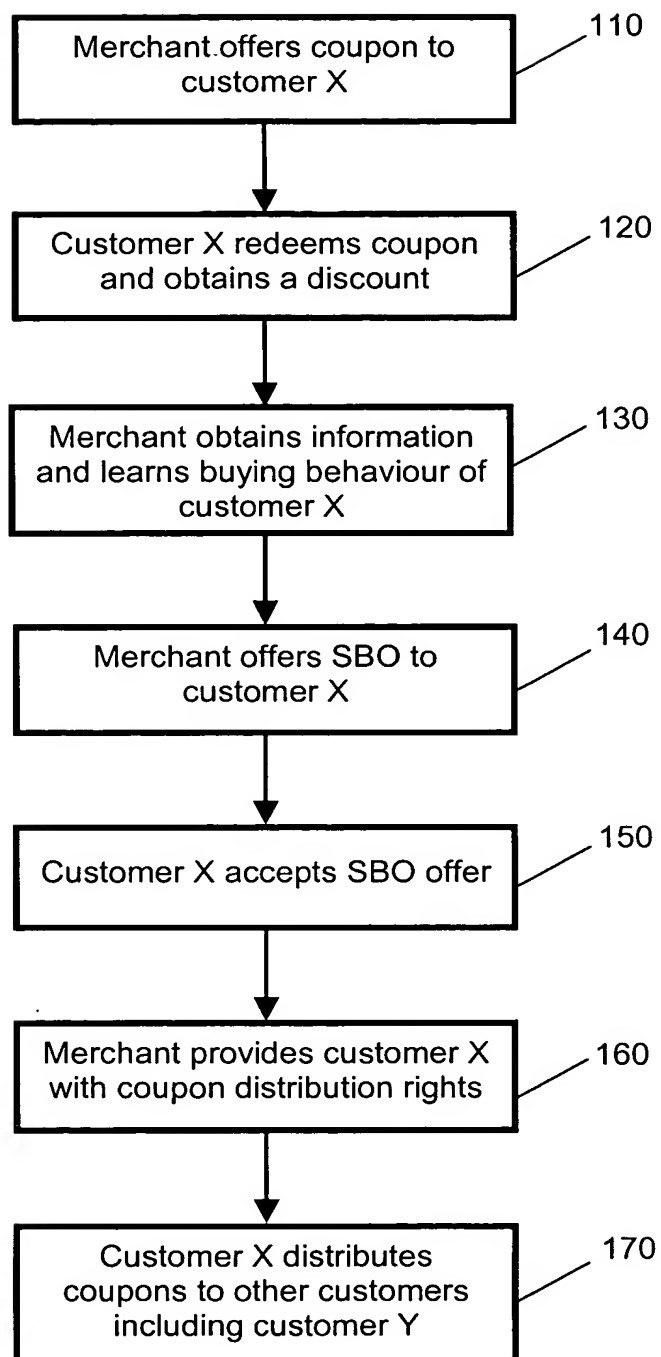 Merchant offers coupon to
customer X
110
Customer X redeems coupon
and obtains a discount
120
Merchant obtains information
and learns buying behaviour of
customer X
130
Merchant offers SBO to
customer X
140
Customer X accepts SBO offer
150
Merchant provides customer X
with coupon distribution rights
160
Customer X distributes
coupons to other customers
including customer Y
170